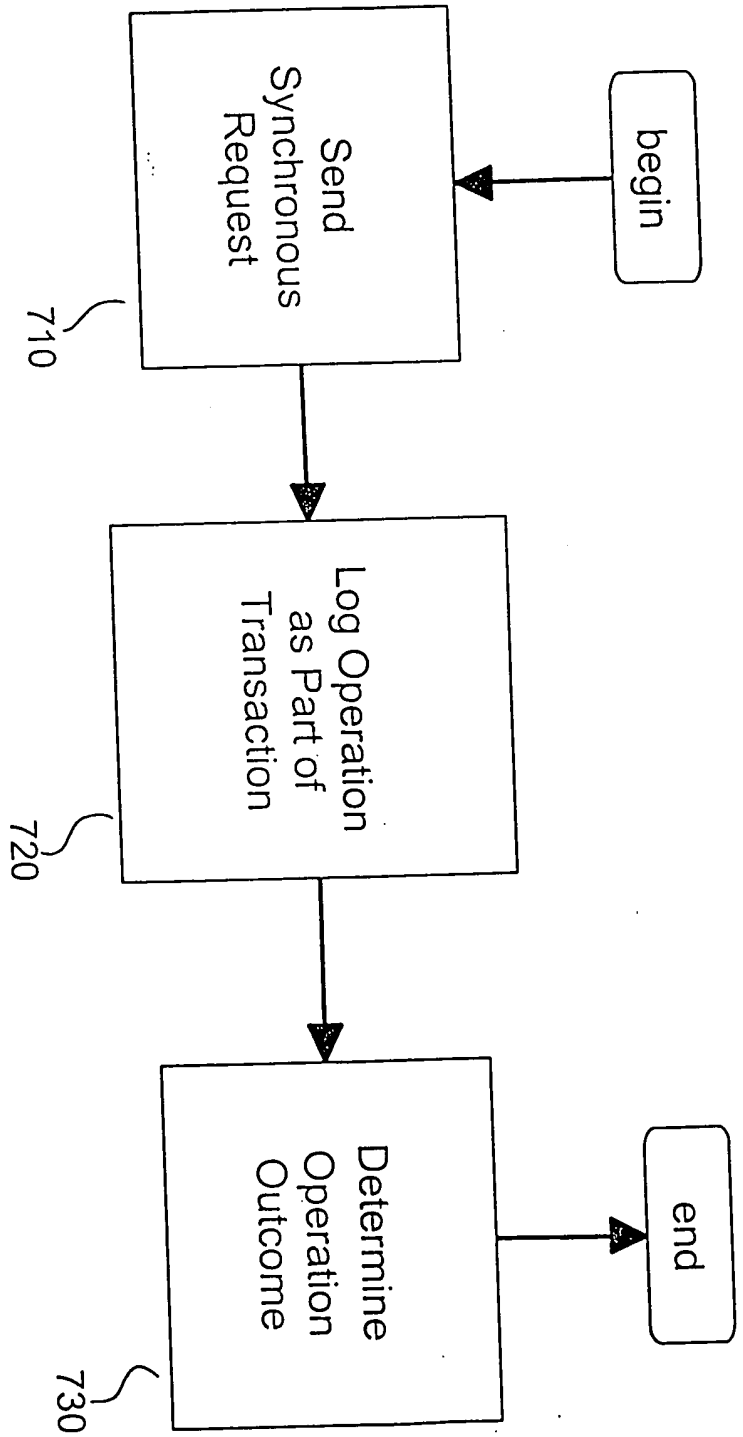 begin
Send
Synchronous
Request
710
Log Operation
as Part of
Transaction
720
Determine
Operation
Outcome
730
end